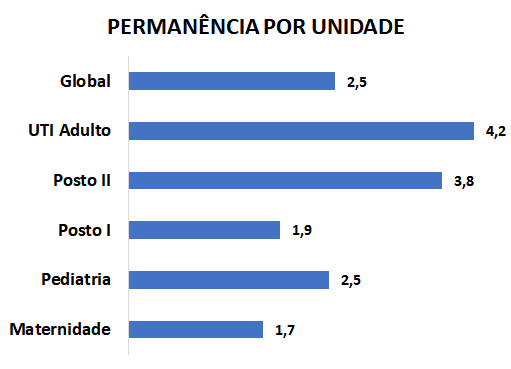 PERMANÊNCIA POR UNIDADE
Global 2,5
UTI Adulto 4,2
Posto II 3,8
Posto I 1,9
Pediatria 2,5
Maternidade 1,7